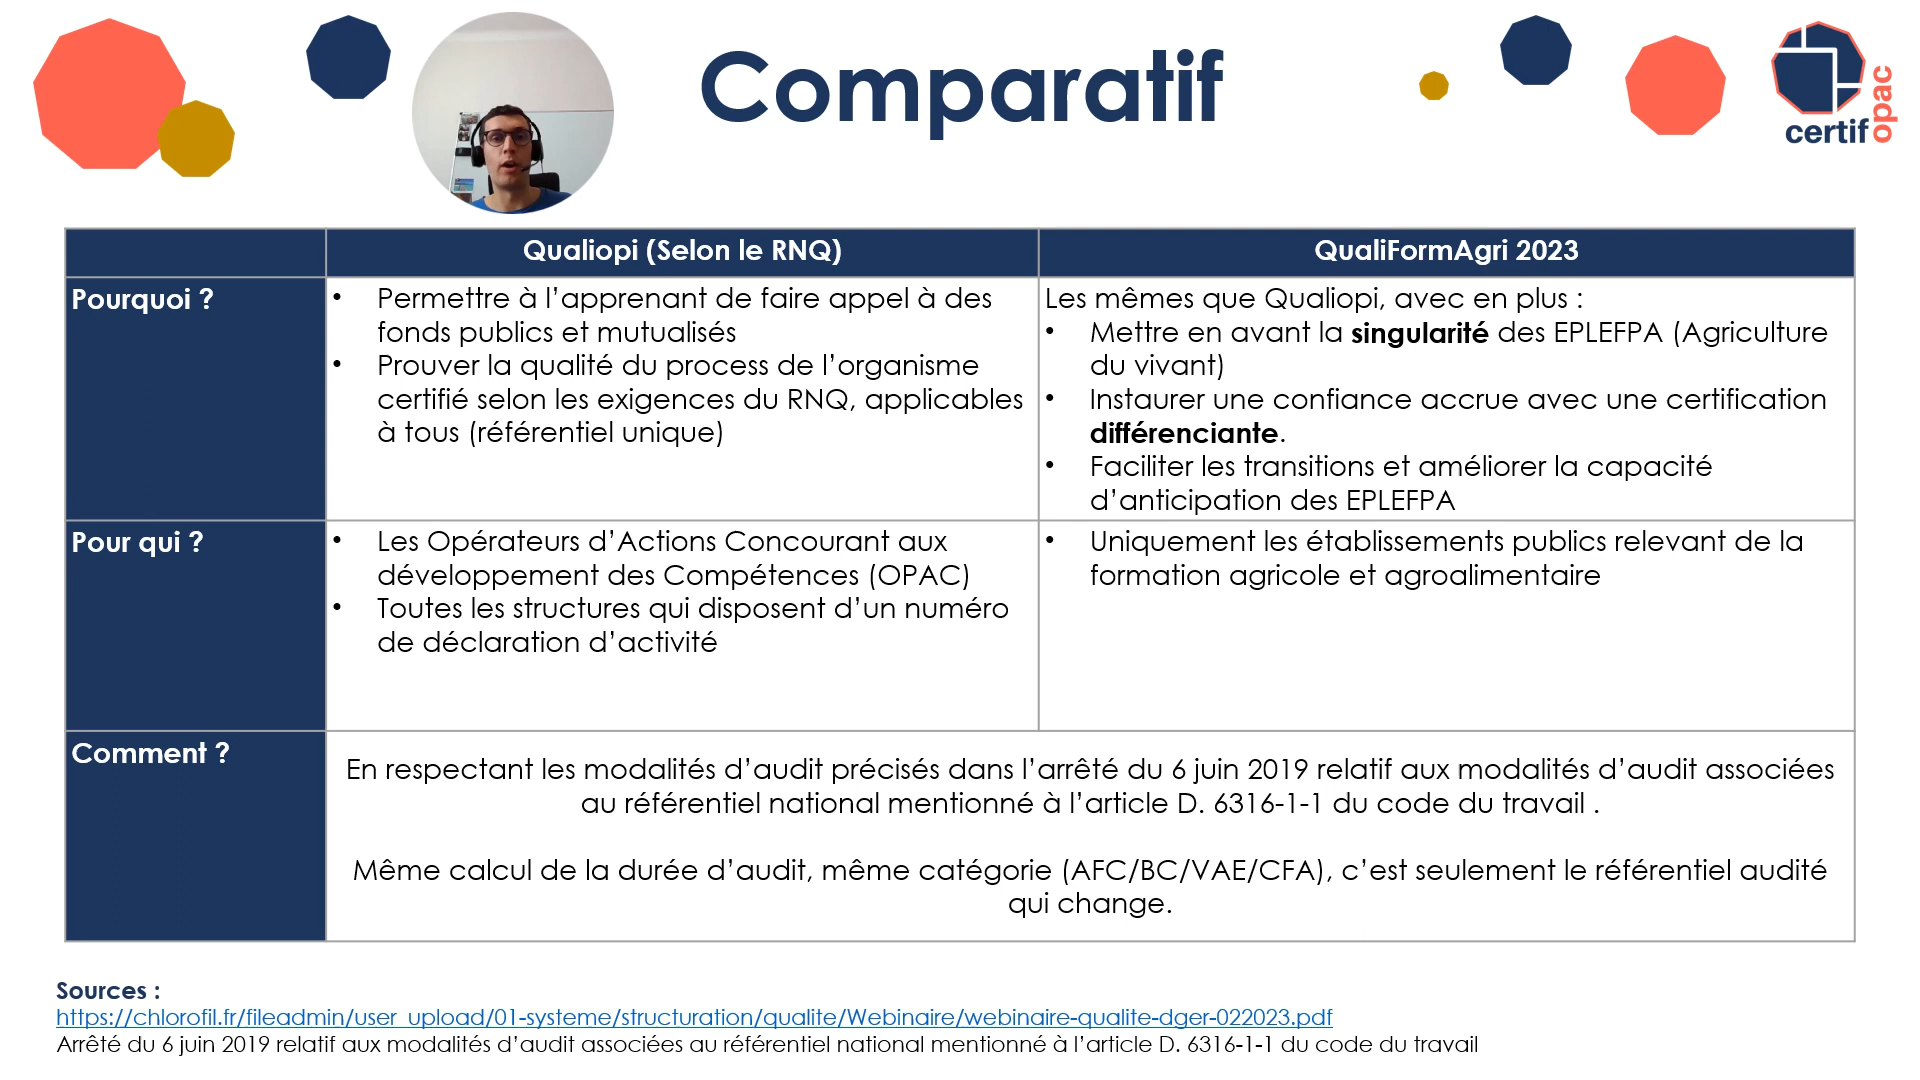 Comparatif
certif
opac
Qualiopi (Selon le RNQ)
QualiFormAgri 2023
Pourquoi ?
• Permettre à l’apprenant de faire appel à des
fonds publics et mutualisés
• Prouver la qualité du process de l’organisme
certifié selon les exigences du RNQ, applicables
à tous (référentiel unique)
Les mêmes que Qualiopi, avec en plus :
• Mettre en avant la singularité des EPLEFPA (Agriculture
du vivant)
• Instaurer une confiance accrue avec une certification
différenciante.
• Faciliter les transitions et améliorer la capacité
d’anticipation des EPLEFPA
Pour qui ?
• Les Opérateurs d’Actions Concourant aux
développement des Compétences (OPAC)
• Toutes les structures qui disposent d’un numéro
de déclaration d’activité
• Uniquement les établissements publics relevant de la
formation agricole et agroalimentaire
Comment ?
En respectant les modalités d’audit précisés dans l’arrêté du 6 juin 2019 relatif aux modalités d’audit associées
au référentiel national mentionné à l’article D. 6316-1-1 du code du travail .
Même calcul de la durée d’audit, même catégorie (AFC/BC/VAE/CFA), c’est seulement le référentiel audité
qui change.
Sources :
https://chlorofil.fr/fileadmin/user_upload/01-systeme/structuration/qualite/Webinaire/webinaire-qualite-dger-022023.pdf
Arrêté du 6 juin 2019 relatif aux modalités d’audit associées au référentiel national mentionné à l’article D. 6316-1-1 du code du travail